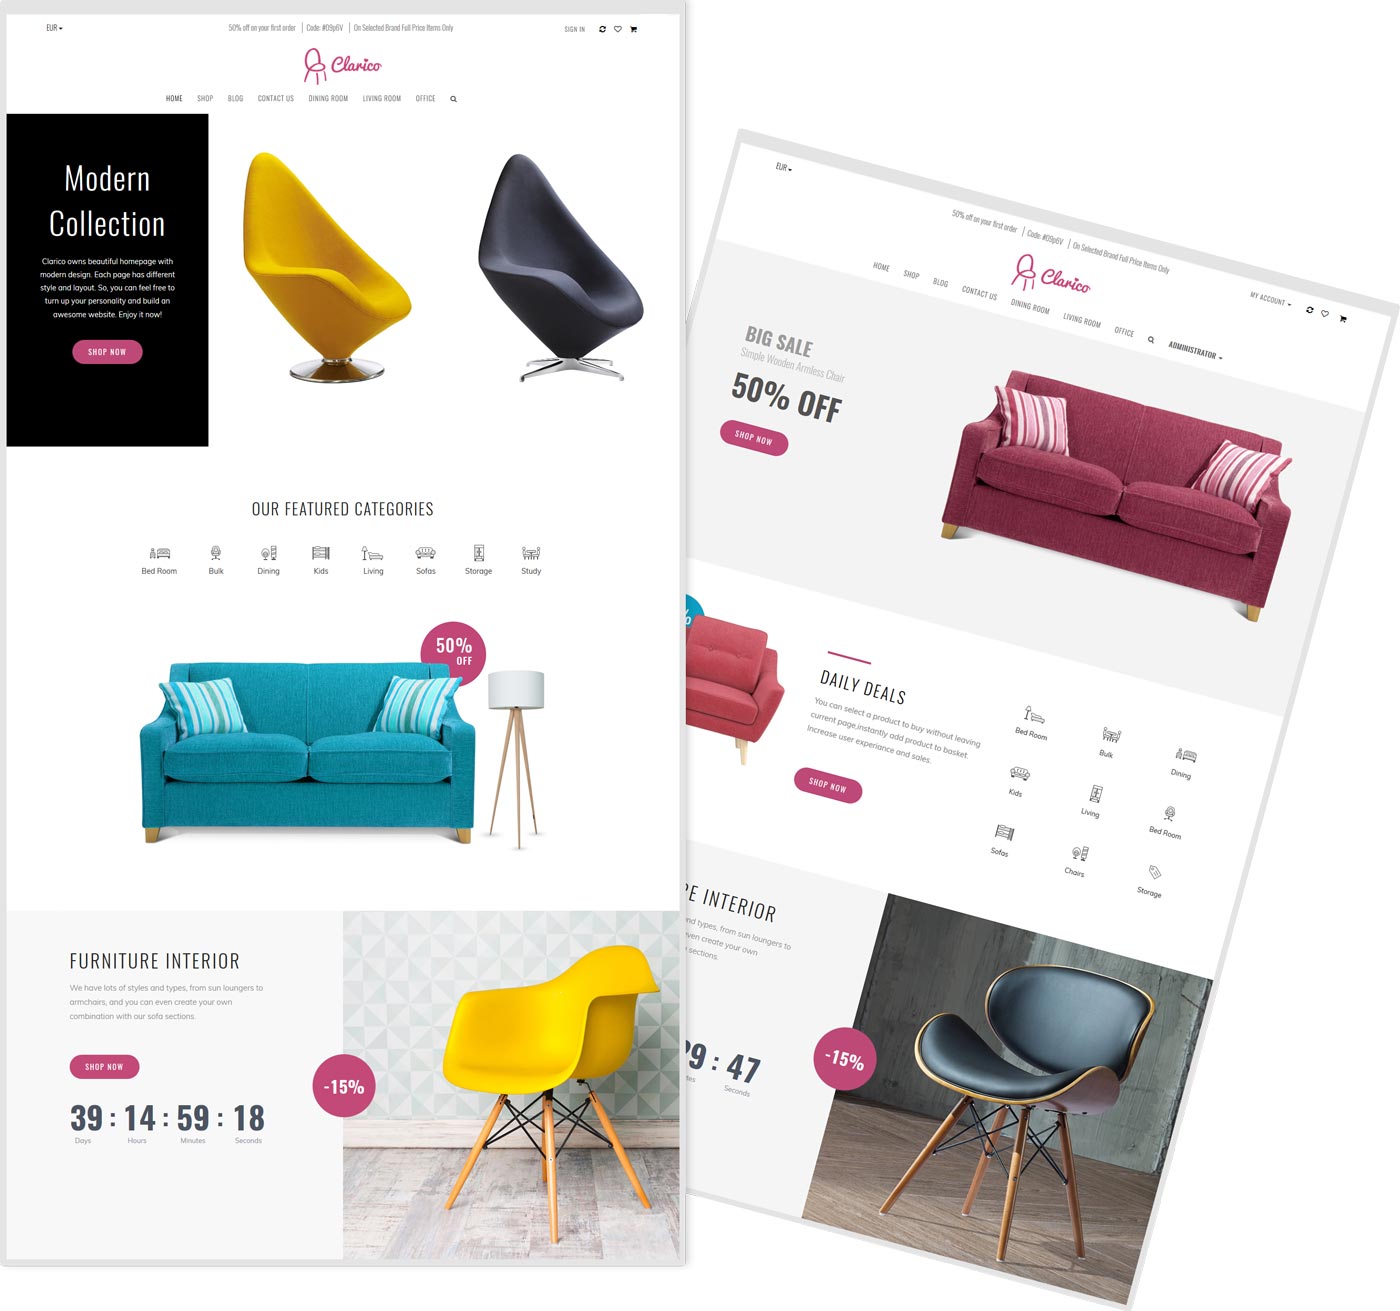 EUR
50% off on your first order | Code: #09p6V | On Selected Brand Full Price Items Only
SIGN IN
Clarico
HOME SHOP BLOG CONTACT US DINING ROOM LIVING ROOM OFFICE
Modern
Collection
Clarico owns beautiful homepage with
modern design. Each page has different
style and layout. So, you can feel free to
turn up your personality and build an
awesome website. Enjoy it now!
SHOP NOW
OUR FEATURED CATEGORIES
Bed Room Bulk Dining Kids Living Sofas Storage Study
50%
OFF
FURNITURE INTERIOR
We have lots of styles and types, from sun loungers to
armchairs, and you can even create your own
combination with our sofa sections.
SHOP NOW
-15%
39 : 14 : 59 : 18
Days Hours Minutes Seconds
EUR
50% off on your first order | Code: #09p6V | On Selected Brand Full Price Items Only
MY ACCOUNT
Clarico
HOME SHOP BLOG CONTACT US DINING ROOM LIVING ROOM OFFICE ADMINISTRATOR
BIG SALE
Simple Wooden Armless Chair
50% OFF
SHOP NOW
%
DAILY DEALS
You can select a product to buy without leaving
current page,instantly add product to basket.
Increase user experiance and sales.
SHOP NOW
Bed Room Bulk Dining
Kids Living Bed Room
Sofas Chairs Storage
PE INTERIOR
nd types, from sun loungers to
ven create your own
sections.
-15%
9 : 47
tes Seconds